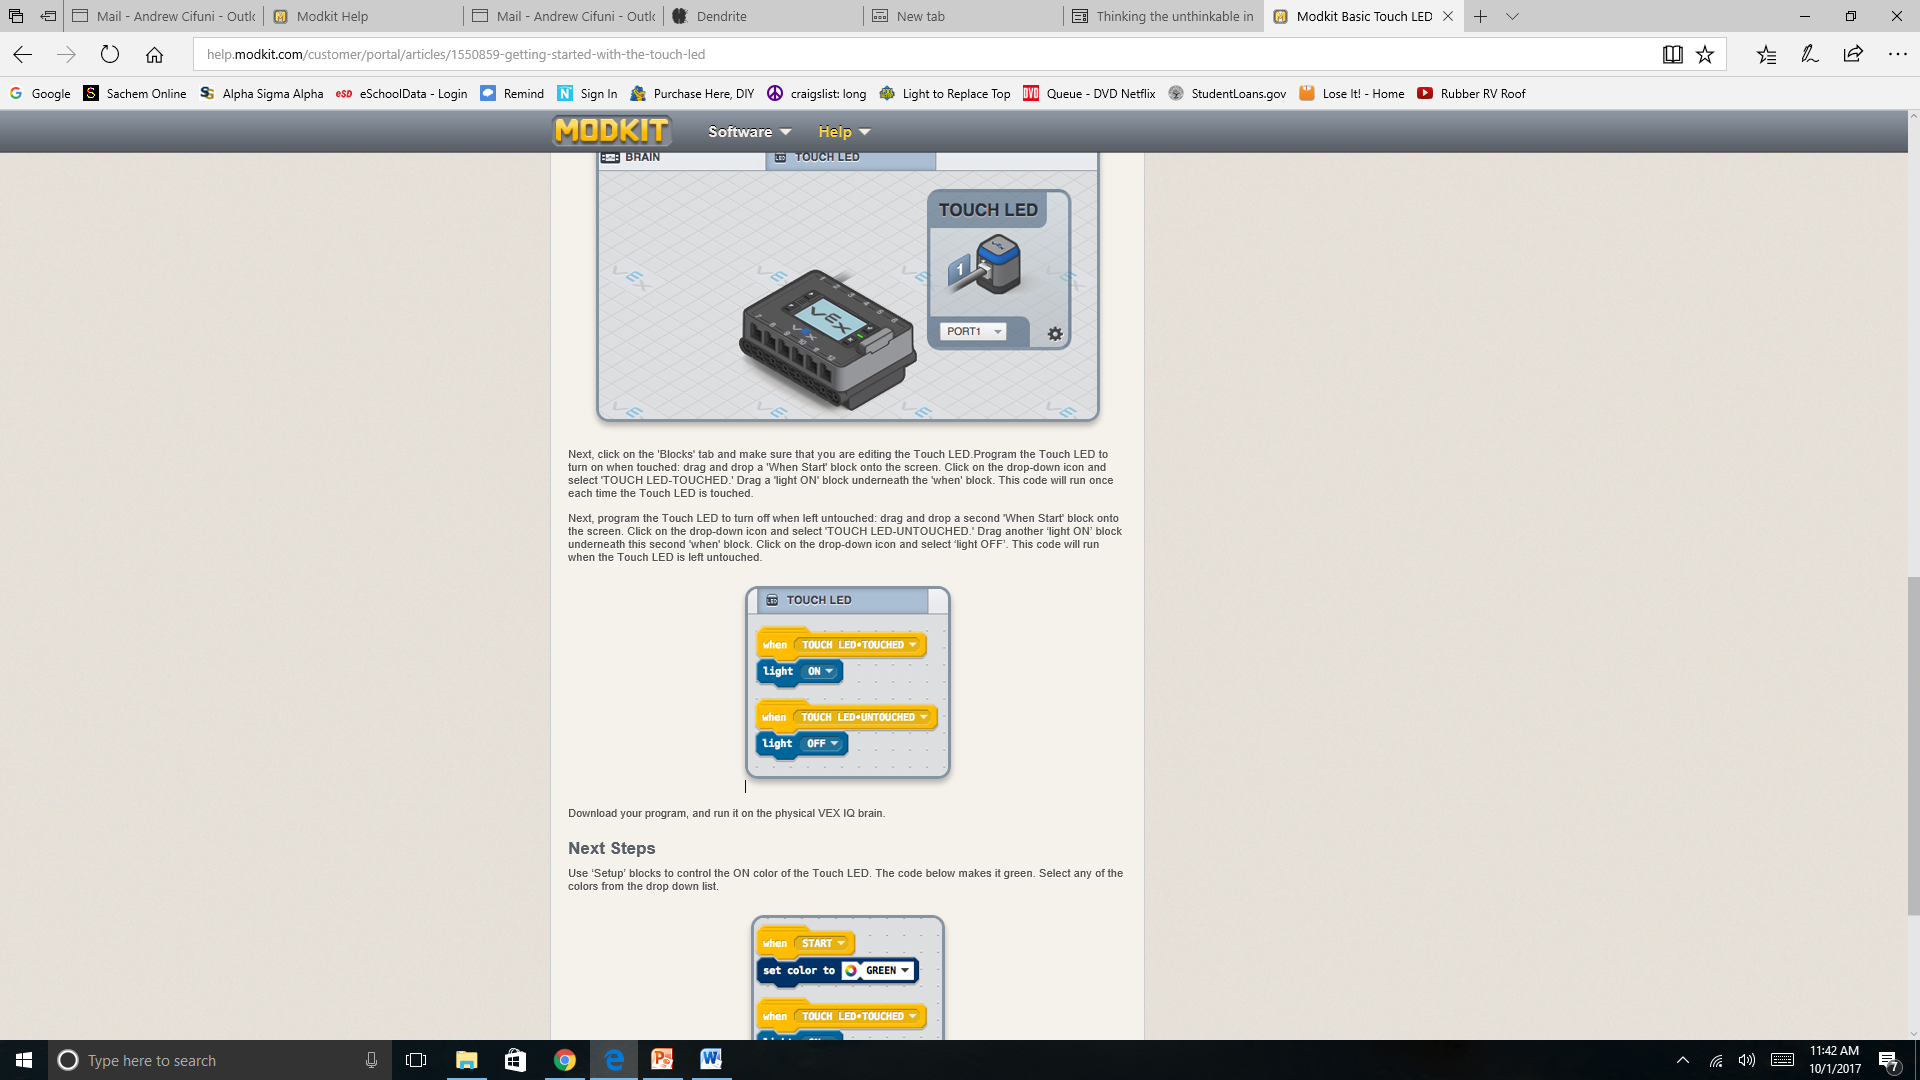 Mail - Andrew Cifuni - Outlo
Modkit Help
Mail - Andrew Cifuni - Outlo
Dendrite
New tab
Thinking the unthinkable in
Modkit Basic Touch LED
help.modkit.com/customer/portal/articles/1550859-getting-started-with-the-touch-led
Google
Sachem Online
Alpha Sigma Alpha
eSchoolData - Login
Remind
Sign In
Purchase Here, DIY
craigslist: long
Light to Replace Top
Queue - DVD Netflix
StudentLoans.gov
Lose It! - Home
Rubber RV Roof
MODKIT
Software
Help
BRAIN
TOUCH LED
TOUCH LED
1
VEX
PORT1
Next, click on the 'Blocks' tab and make sure that you are editing the Touch LED.Program the Touch LED to
turn on when touched: drag and drop a 'When Start' block onto the screen. Click on the drop-down icon and
select 'TOUCH LED-TOUCHED.' Drag a 'light ON' block underneath the 'when' block. This code will run once
each time the Touch LED is touched.
Next, program the Touch LED to turn off when left untouched: drag and drop a second 'When Start' block onto
the screen. Click on the drop-down icon and select 'TOUCH LED-UNTOUCHED.' Drag another ‘light ON’ block
underneath this second 'when' block. Click on the drop-down icon and select ‘light OFF’. This code will run
when the Touch LED is left untouched.
TOUCH LED
when TOUCH LED•TOUCHED
light ON
when TOUCH LED•UNTOUCHED
light OFF
Download your program, and run it on the physical VEX IQ brain.
Next Steps
Use ‘Setup’ blocks to control the ON color of the Touch LED. The code below makes it green. Select any of the
colors from the drop down list.
when START
set color to GREEN
when TOUCH LED•TOUCHED
Type here to search
11:42 AM
10/1/2017
7